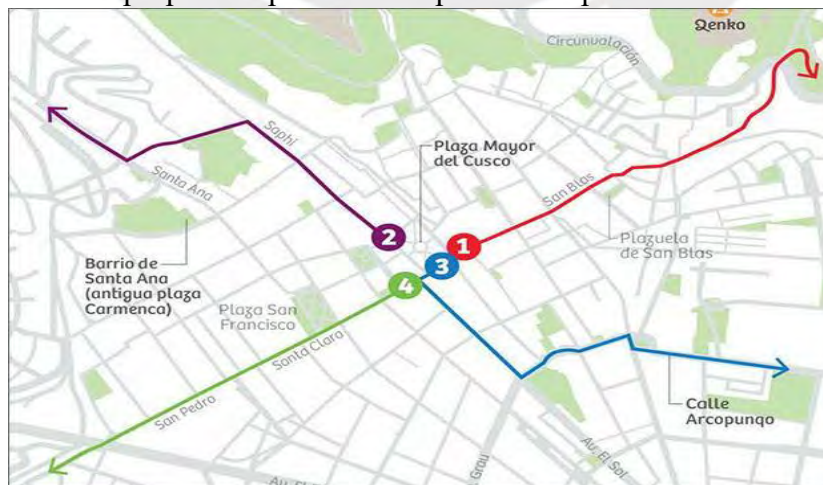 Qenko
Circunvalación
Saphi
Plaza Mayor
del Cusco
Santa Ana
San Blas
2
1
3
4
Plazuela
de San Blas
Barrio de
Santa Ana
(antigua plaza
Carmenca)
Plaza San
Francisco
Santa Clara
San Pedro
Calle
Arcopunqo
Av. El Sol
Grau
Av.